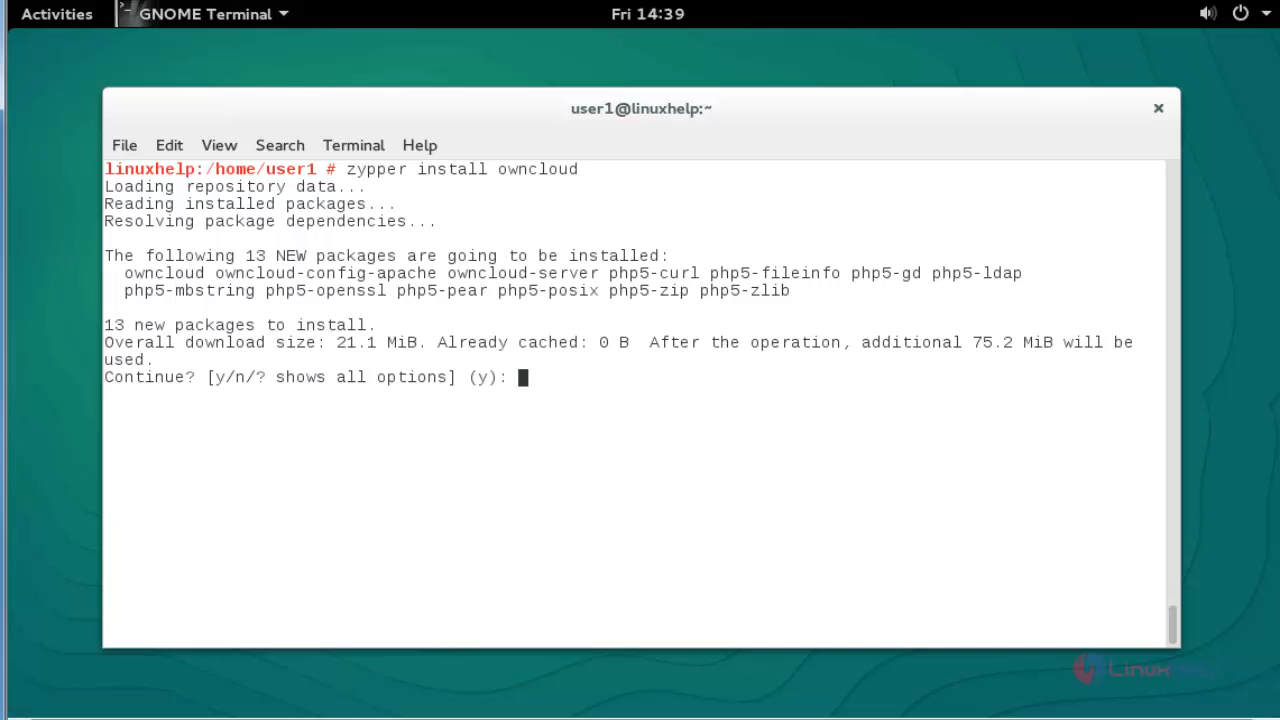 Activities GNOME Terminal Fri 14:39
user1@linuxhelp:~
File Edit View Search Terminal Help
linuxhelp:/home/user1 # zypper install owncloud
Loading repository data...
Reading installed packages...
Resolving package dependencies...
The following 13 NEW packages are going to be installed:
owncloud owncloud-config-apache owncloud-server php5-curl php5-fileinfo php5-gd php5-ldap
php5-mbstring php5-openssl php5-pear php5-posix php5-zip php5-zlib
13 new packages to install.
Overall download size: 21.1 MiB. Already cached: 0 B  After the operation, additional 75.2 MiB will be
used.
Continue? [y/n/? shows all options] (y):
LinuxHelp